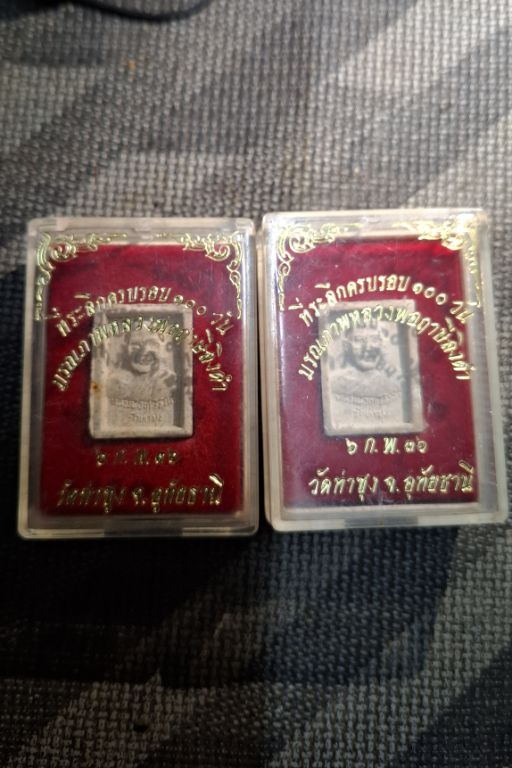 ที่ระลึกครบรอบ ๑๐๐ วัน
มรณภาพหลวงพ่อฤาษีลิงดำ
๖ ก.พ. ๓๖
วัดท่าซุง จ.อุทัยธานี
ที่ระลึกครบรอบ ๑๐๐ วัน
มรณภาพหลวงพ่อฤาษีลิงดำ
๖ ก.พ. ๓๖
วัดท่าซุง จ.อุทัยธานี